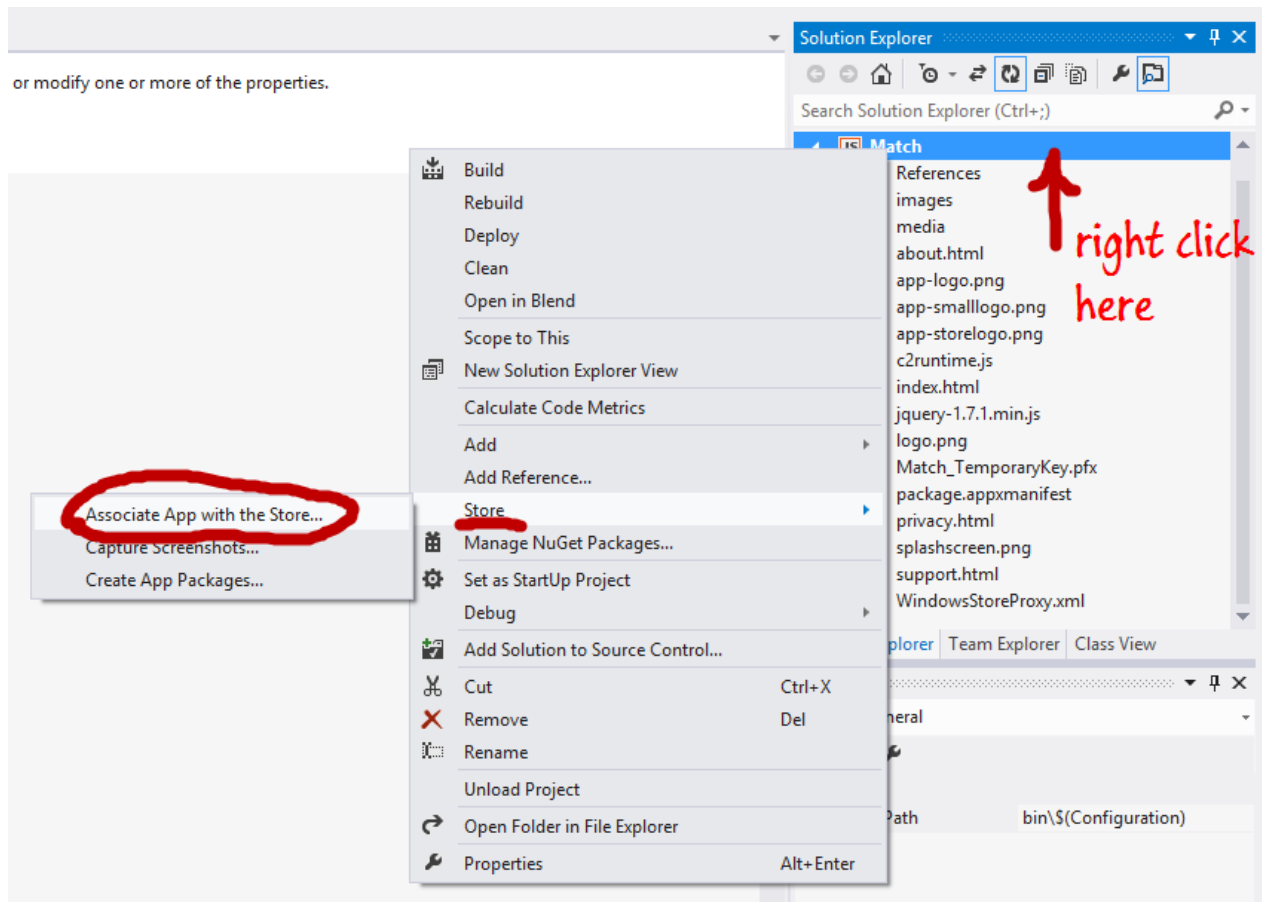 Solution Explorer
or modify one or more of the properties.
Search Solution Explorer (Ctrl+;)
JS Match
References
images
media
about.html
app-logo.png
app-smalllogo.png
app-storelogo.png
c2runtime.js
index.html
jquery-1.7.1.min.js
logo.png
Match_TemporaryKey.pfx
package.appxmanifest
privacy.html
splashscreen.png
support.html
WindowsStoreProxy.xml
right click
here
Build
Rebuild
Deploy
Clean
Open in Blend
Scope to This
New Solution Explorer View
Calculate Code Metrics
Add
Add Reference...
Store
Manage NuGet Packages...
Set as StartUp Project
Debug
Add Solution to Source Control...
Cut Ctrl+X
Remove Del
Rename
Unload Project
Open Folder in File Explorer
Properties Alt+Enter
Associate App with the Store...
Capture Screenshots...
Create App Packages...
plorer Team Explorer Class View
neral
Path bin\$(Configuration)